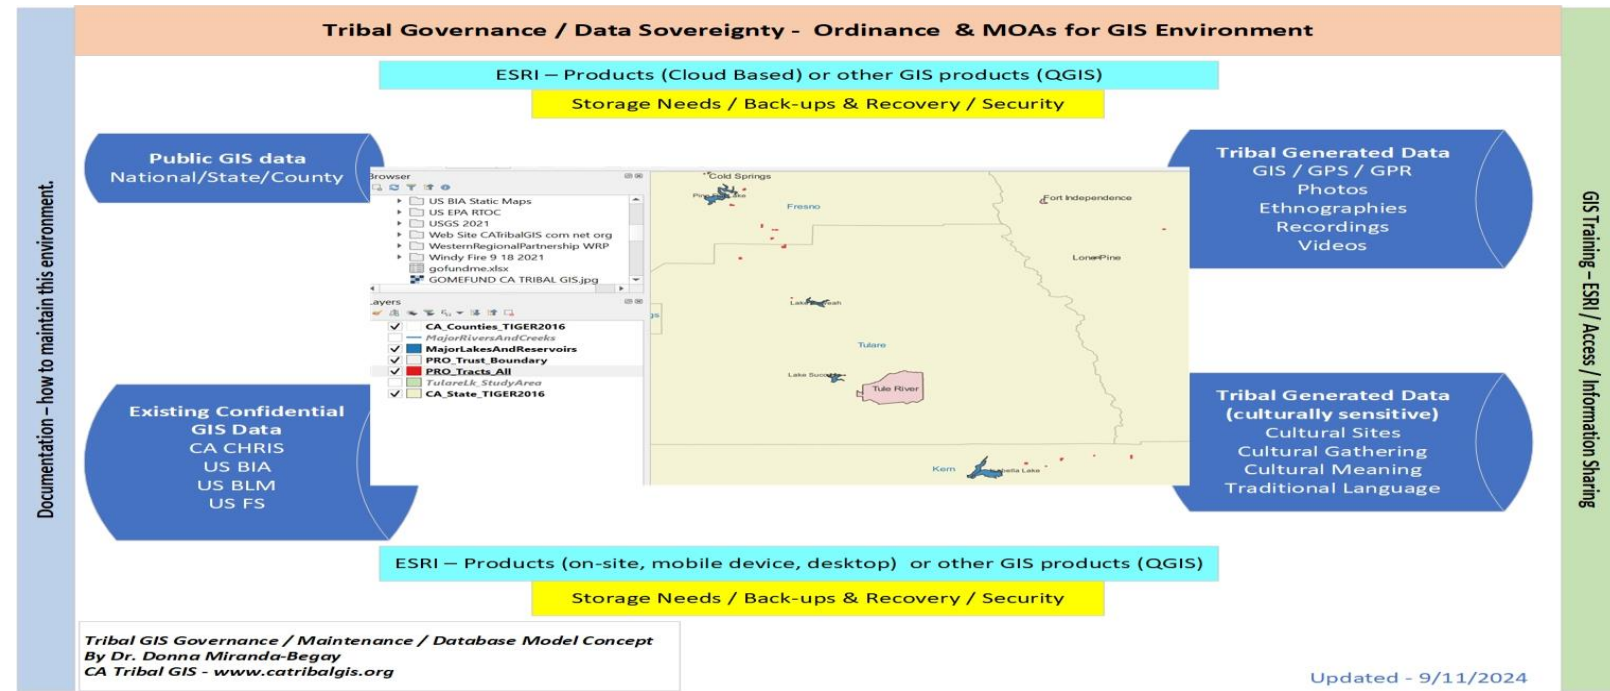 Tribal Governance / Data Sovereignty - Ordinance & MOAs for GIS Environment
ESRI – Products (Cloud Based) or other GIS products (QGIS)
Storage Needs / Back-ups & Recovery / Security
Documentation – how to maintain this environment.
Public GIS data
National/State/County
Existing Confidential
GIS Data
CA CHRIS
US BIA
US BLM
US FS
Browser
US BIA Static Maps
US EPA RTOC
USGS 2021
Web Site CATribalGIS com net org
WesternRegionalPartnership WRP
Windy Fire 9 18 2021
gofundme.xlsx
GOMEFUND CA TRIBAL GIS.jpg
ayers
CA_Counties_TIGER2016
MajorRiversAndCreeks
MajorLakesAndReservoirs
PRO_Trust_Boundary
PRO_Tracts_All
TulareLk_StudyArea
CA_State_TIGER2016
Cold Springs
Fresno
Fort Independence
Lone Pine
Tulare
Tule River
Kern
Tribal Generated Data
GIS / GPS / GPR
Photos
Ethnographies
Recordings
Videos
Tribal Generated Data
(culturally sensitive)
Cultural Sites
Cultural Gathering
Cultural Meaning
Traditional Language
GIS Training – ESRI / Access / Information Sharing
ESRI – Products (on-site, mobile device, desktop) or other GIS products (QGIS)
Storage Needs / Back-ups & Recovery / Security
Tribal GIS Governance / Maintenance / Database Model Concept
By Dr. Donna Miranda-Begay
CA Tribal GIS - www.catribalgis.org
Updated - 9/11/2024